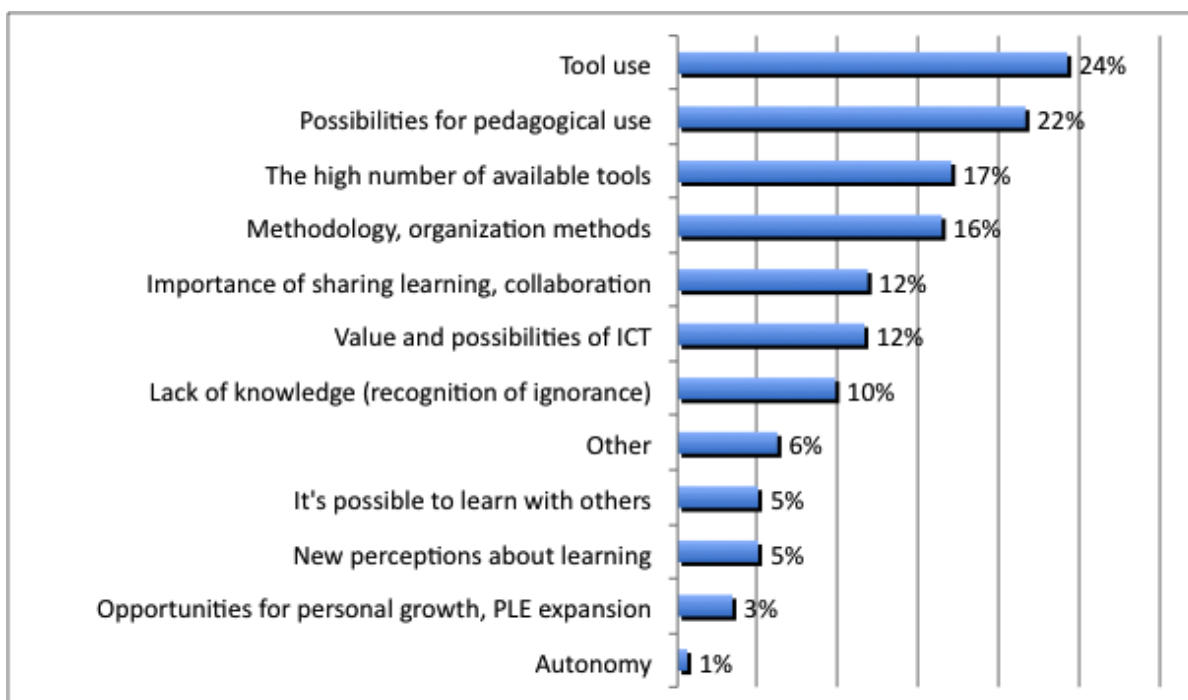 Tool use 24%
Possibilities for pedagogical use 22%
The high number of available tools 17%
Methodology, organization methods 16%
Importance of sharing learning, collaboration 12%
Value and possibilities of ICT 12%
Lack of knowledge (recognition of ignorance) 10%
Other 6%
It's possible to learn with others 5%
New perceptions about learning 5%
Opportunities for personal growth, PLE expansion 3%
Autonomy 1%